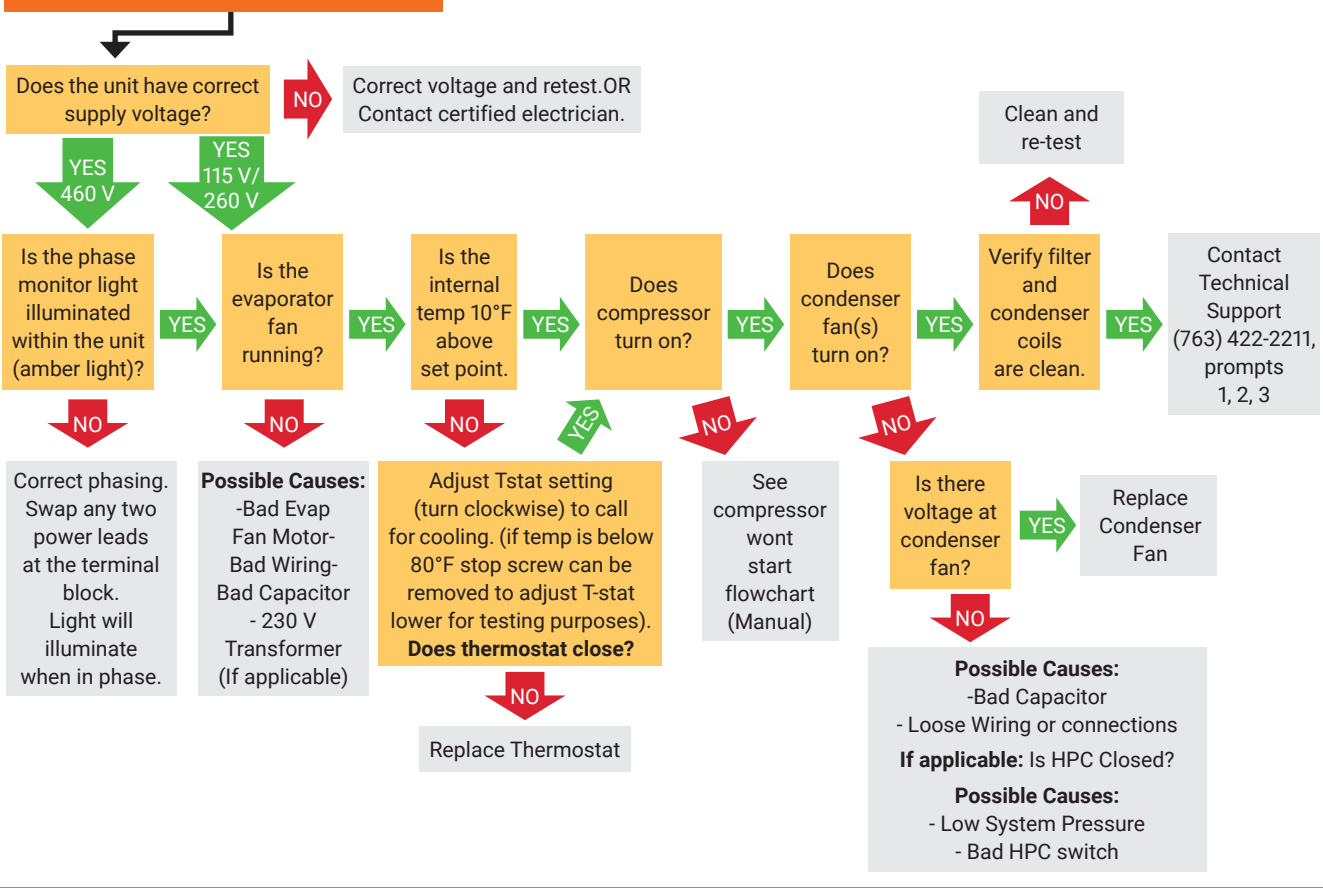 Does the unit have correct
supply voltage?
NO
Correct voltage and retest.OR
Contact certified electrician.
YES
460 V
YES
115 V/
260 V
Clean and
re-test
NO
Is the phase
monitor light
illuminated
within the unit
(amber light)?
YES
Is the
evaporator
fan
running?
YES
Is the
internal
temp 10°F
above
set point.
YES
Does
compressor
turn on?
YES
Does
condenser
fan(s)
turn on?
YES
Verify filter
and
condenser
coils
are clean.
YES
Contact
Technical
Support
(763) 422-2211,
prompts
1, 2, 3
NO
NO
NO
YES
NO
NO
Correct phasing.
Swap any two
power leads
at the terminal
block.
Light will
illuminate
when in phase.
Possible Causes:
-Bad Evap
Fan Motor-
Bad Wiring-
Bad Capacitor
- 230 V
Transformer
(If applicable)
Adjust Tstat setting
(turn clockwise) to call
for cooling. (if temp is below
80°F stop screw can be
removed to adjust T-stat
lower for testing purposes).
Does thermostat close?
NO
Replace Thermostat
See
compressor
wont
start
flowchart
(Manual)
Is there
voltage at
condenser
fan?
YES
Replace
Condenser
Fan
NO
Possible Causes:
-Bad Capacitor
- Loose Wiring or connections
If applicable: Is HPC Closed?
Possible Causes:
- Low System Pressure
- Bad HPC switch